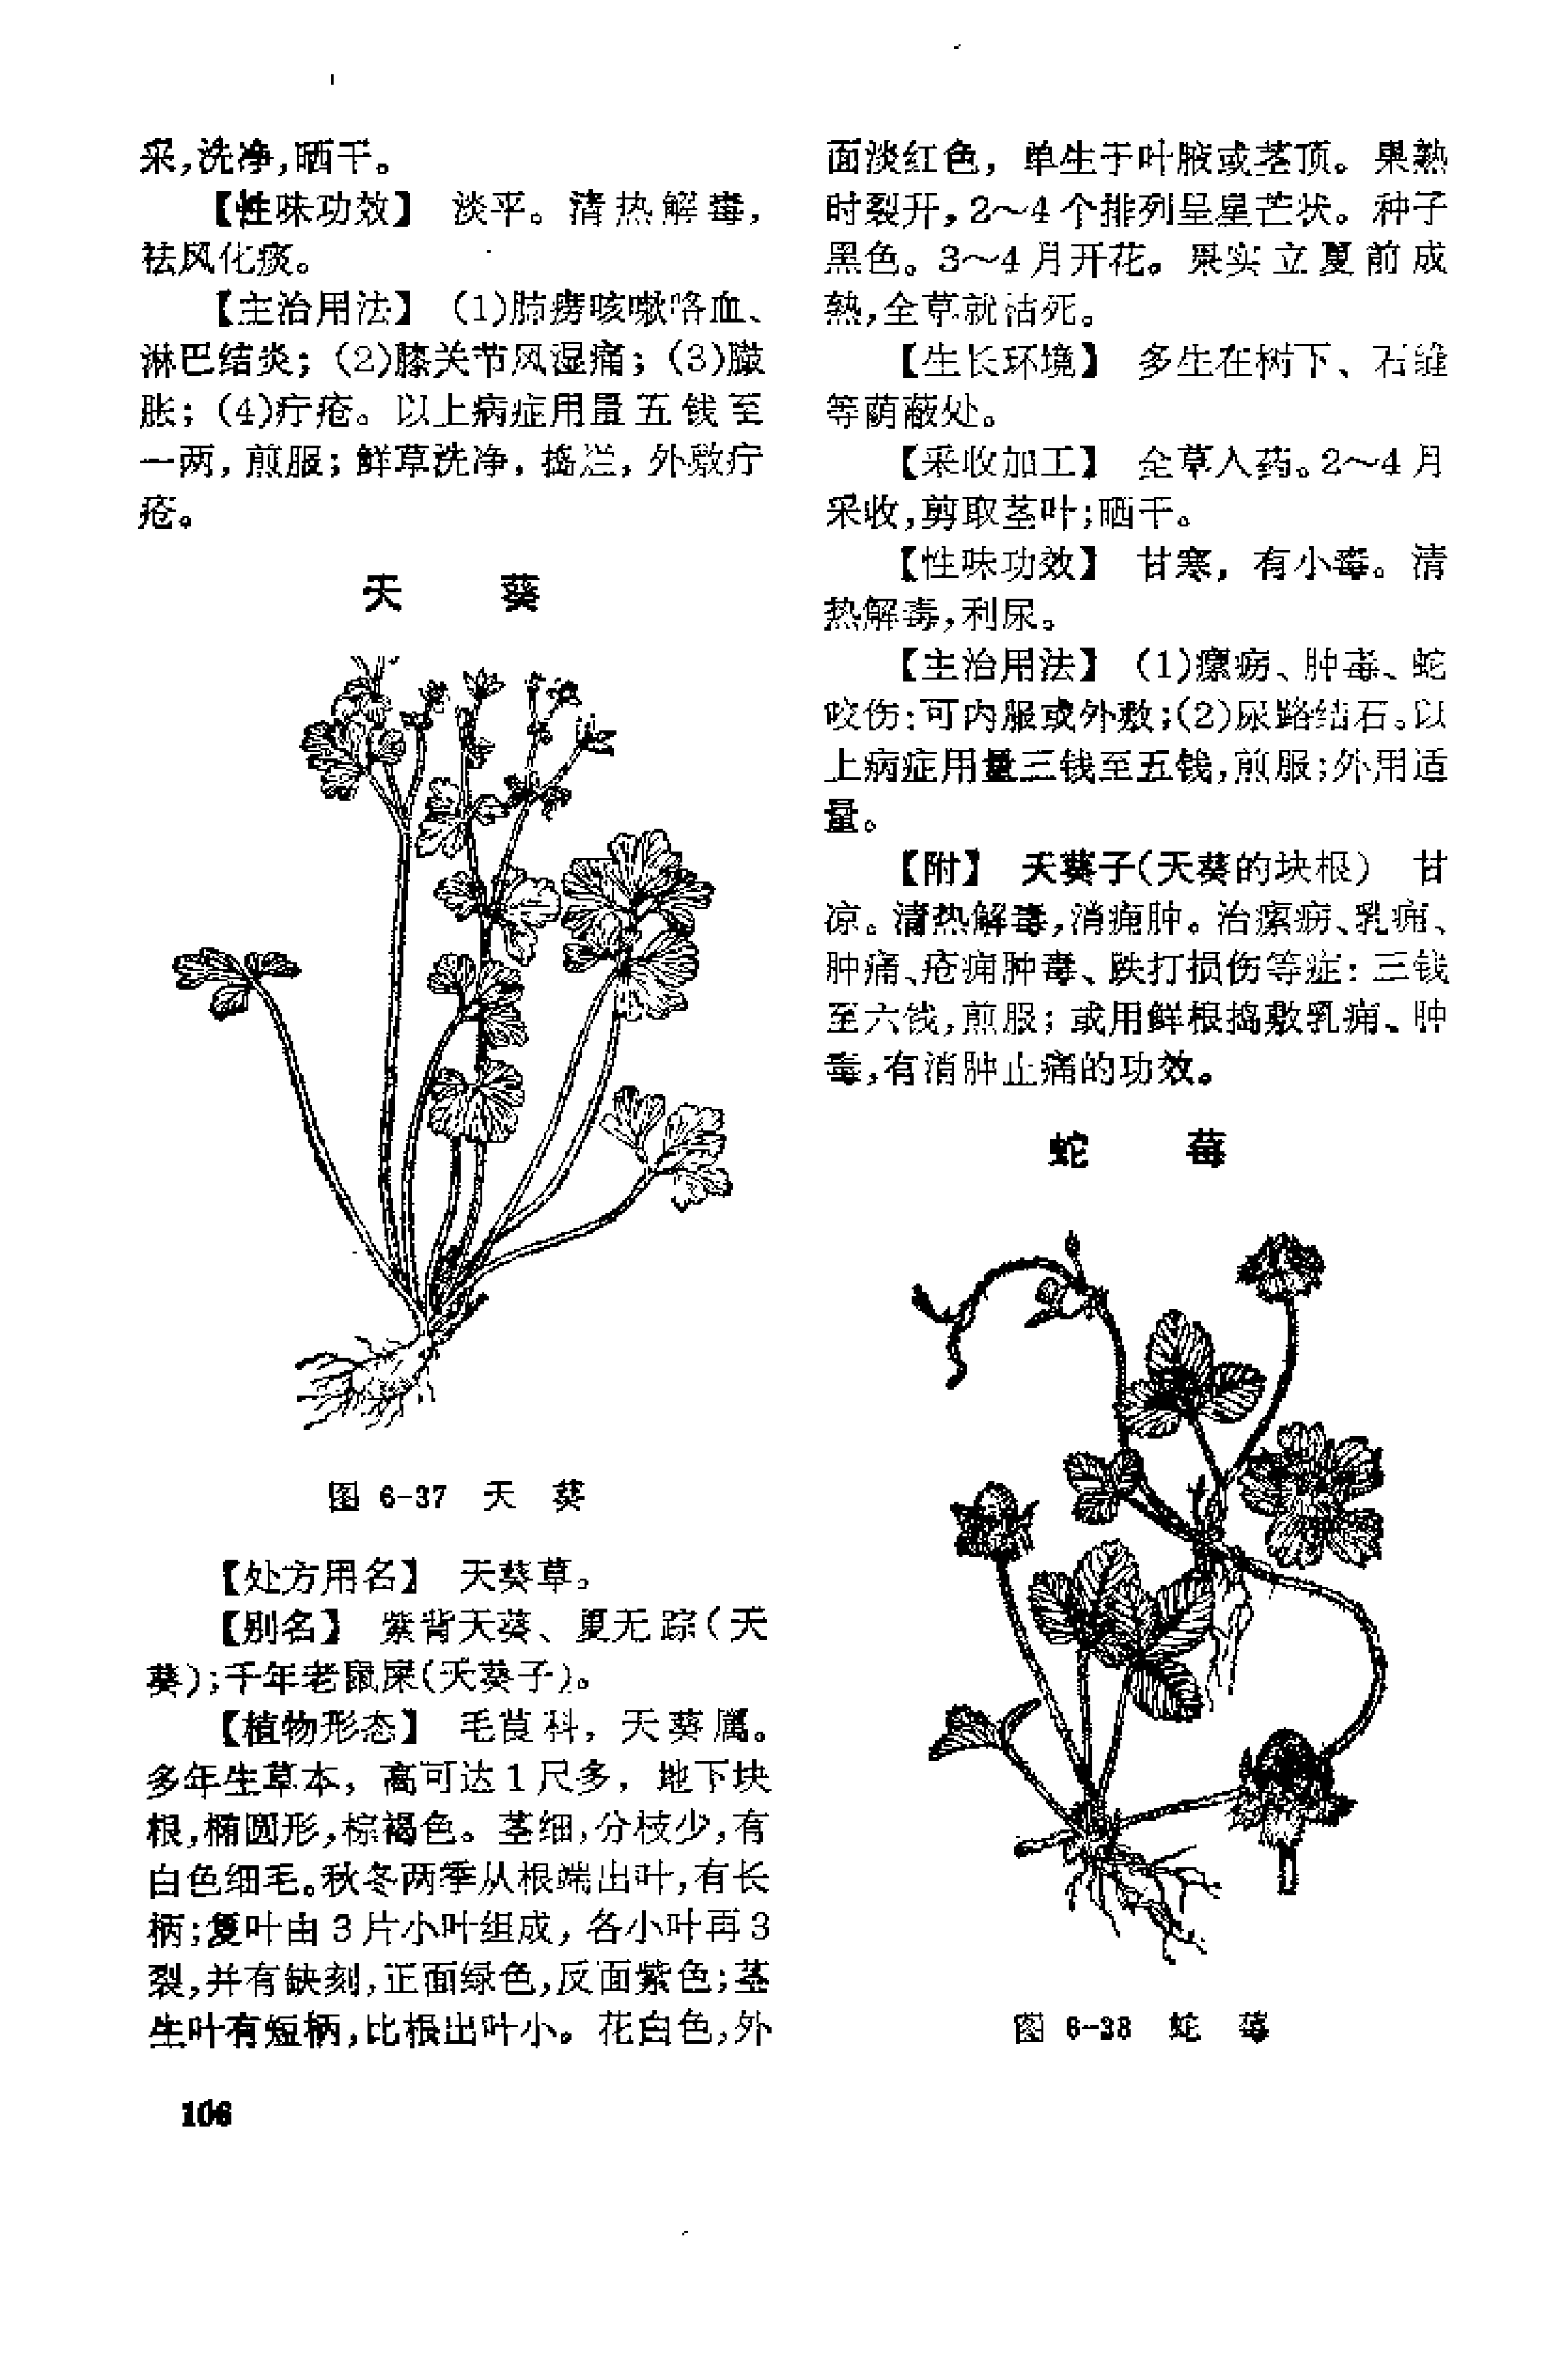 采,洗净,晒干。
【性味功效】 淡平。清热解毒,
祛风化痰。
【主治用法】 (1)肺痨咳嗽咯血、
淋巴结炎; (2)膝关节风湿痛; (3)臌
胀; (4)疔疮。以上病症用量五钱至
一两, 煎服; 鲜草洗净, 捣烂, 外敷疔
疮。
天 葵
图 6-37 天 葵
【处方用名】 天葵草。
【别名】 紫背天葵、夏无踪(天
葵);千年老鼠屎(天葵子)。
【植物形态】 毛茛科, 天葵属。
多年生草本, 高可达1尺多, 地下块
根,椭圆形,棕褐色。茎细,分枝少,有
白色细毛。秋冬两季从根端出叶,有长
柄;复叶由3片小叶组成, 各小叶再3
裂,并有缺刻,正面绿色,反面紫色;茎
生叶有短柄,比根出叶小。花白色,外
106
面淡红色, 单生于叶腋或茎顶。果熟
时裂开, 2～4个排列呈星芒状。种子
黑色。3～4月开花。果实立夏前成
熟,全草就沽死。
【生长环境】 多生在树下、石缝
等荫蔽处。
【采收加工】 全草入药。2～4月
采收,剪取茎叶;晒干。
【性味功效】 甘寒, 有小毒。清
热解毒,利尿。
【主治用法】 (1)瘰疬、肿毒、蛇
咬伤:可内服或外敷;(2)尿路结石。以
上病症用量三钱至五钱,煎服;外用适
量。
【附】 天葵子(天葵的块根) 甘
凉。清热解毒,消痈肿。治瘰疬、乳痈、
肿痛、疮痈肿毒、跌打损伤等症: 三钱
至六钱,煎服; 或用鲜根捣敷乳痈、肿
毒,有消肿止痛的功效。
蛇 莓
图 6-38 蛇 莓